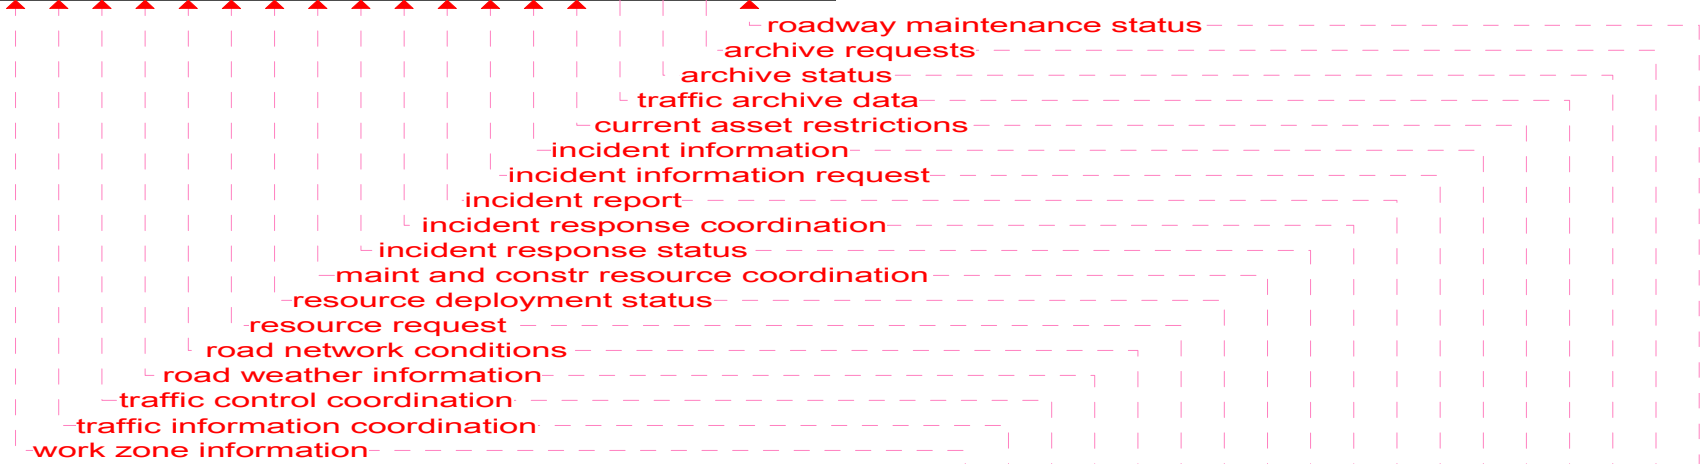 roadway maintenance status
archive requests
archive status
traffic archive data
current asset restrictions
incident information
incident information request
incident report
incident response coordination
incident response status
maint and constr resource coordination
resource deployment status
resource request
road network conditions
road weather information
traffic control coordination
traffic information coordination
work zone information